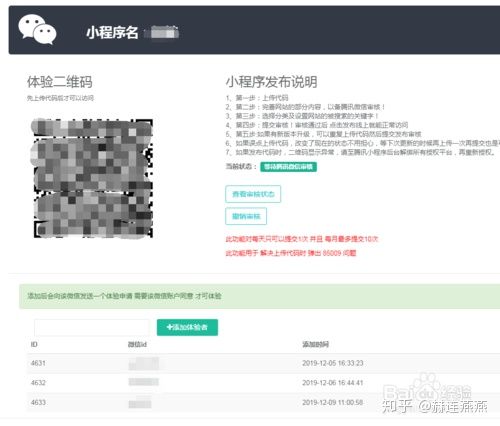 小程序名
体验二维码
先上传代码后才可以访问
小程序发布说明
1、第一步：上传代码
2、第二步：完善网站的部分内容，以备腾讯微信审核！
3、第三步：选择分类及设置网站的被搜索的关键字！
4、第四步：提交审核！审核通过后 点击发布线上就能正常访问
5、第五步:如果有新版本升级，可以重复上传代码然后提交发布审核
6、如果误点上传代码，改变了现在的状态不用担心，等下次更新的时候再上传一次再提交也是
7、如果发布代码时，二维码显示异常，请至腾讯小程序后台解绑所有授权平台，再重新授权。
当前状态： 等待腾讯微信审核
查看审核状态
撤销审核
此功能对每天只可以提交1次 并且 每月最多提交10次
此功能用于 解决上传代码时 弹出 85009 问题
添加后会向该微信发送一个体验申请 需要该微信账户同意 才可体验
+添加体验者
ID 微信id 添加时间
4631 2019-12-05 16:33:23
4632 2019-12-06 16:44:41
4633 2019-12-09 11:00:58
Baidu 经验
知乎 @赫连燕燕